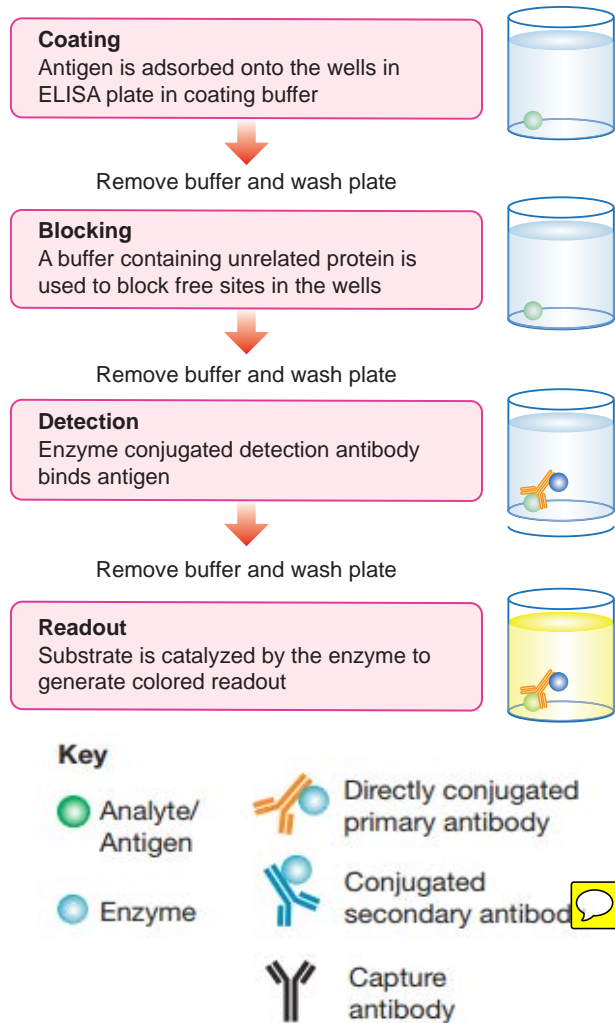 Coating
Antigen is adsorbed onto the wells in
ELISA plate in coating buffer
Remove buffer and wash plate
Blocking
A buffer containing unrelated protein is
used to block free sites in the wells
Remove buffer and wash plate
Detection
Enzyme conjugated detection antibody
binds antigen
Remove buffer and wash plate
Readout
Substrate is catalyzed by the enzyme to
generate colored readout
Key
Analyte/
Antigen
Enzyme
Directly conjugated
primary antibody
Conjugated
secondary antibod
Capture
antibody